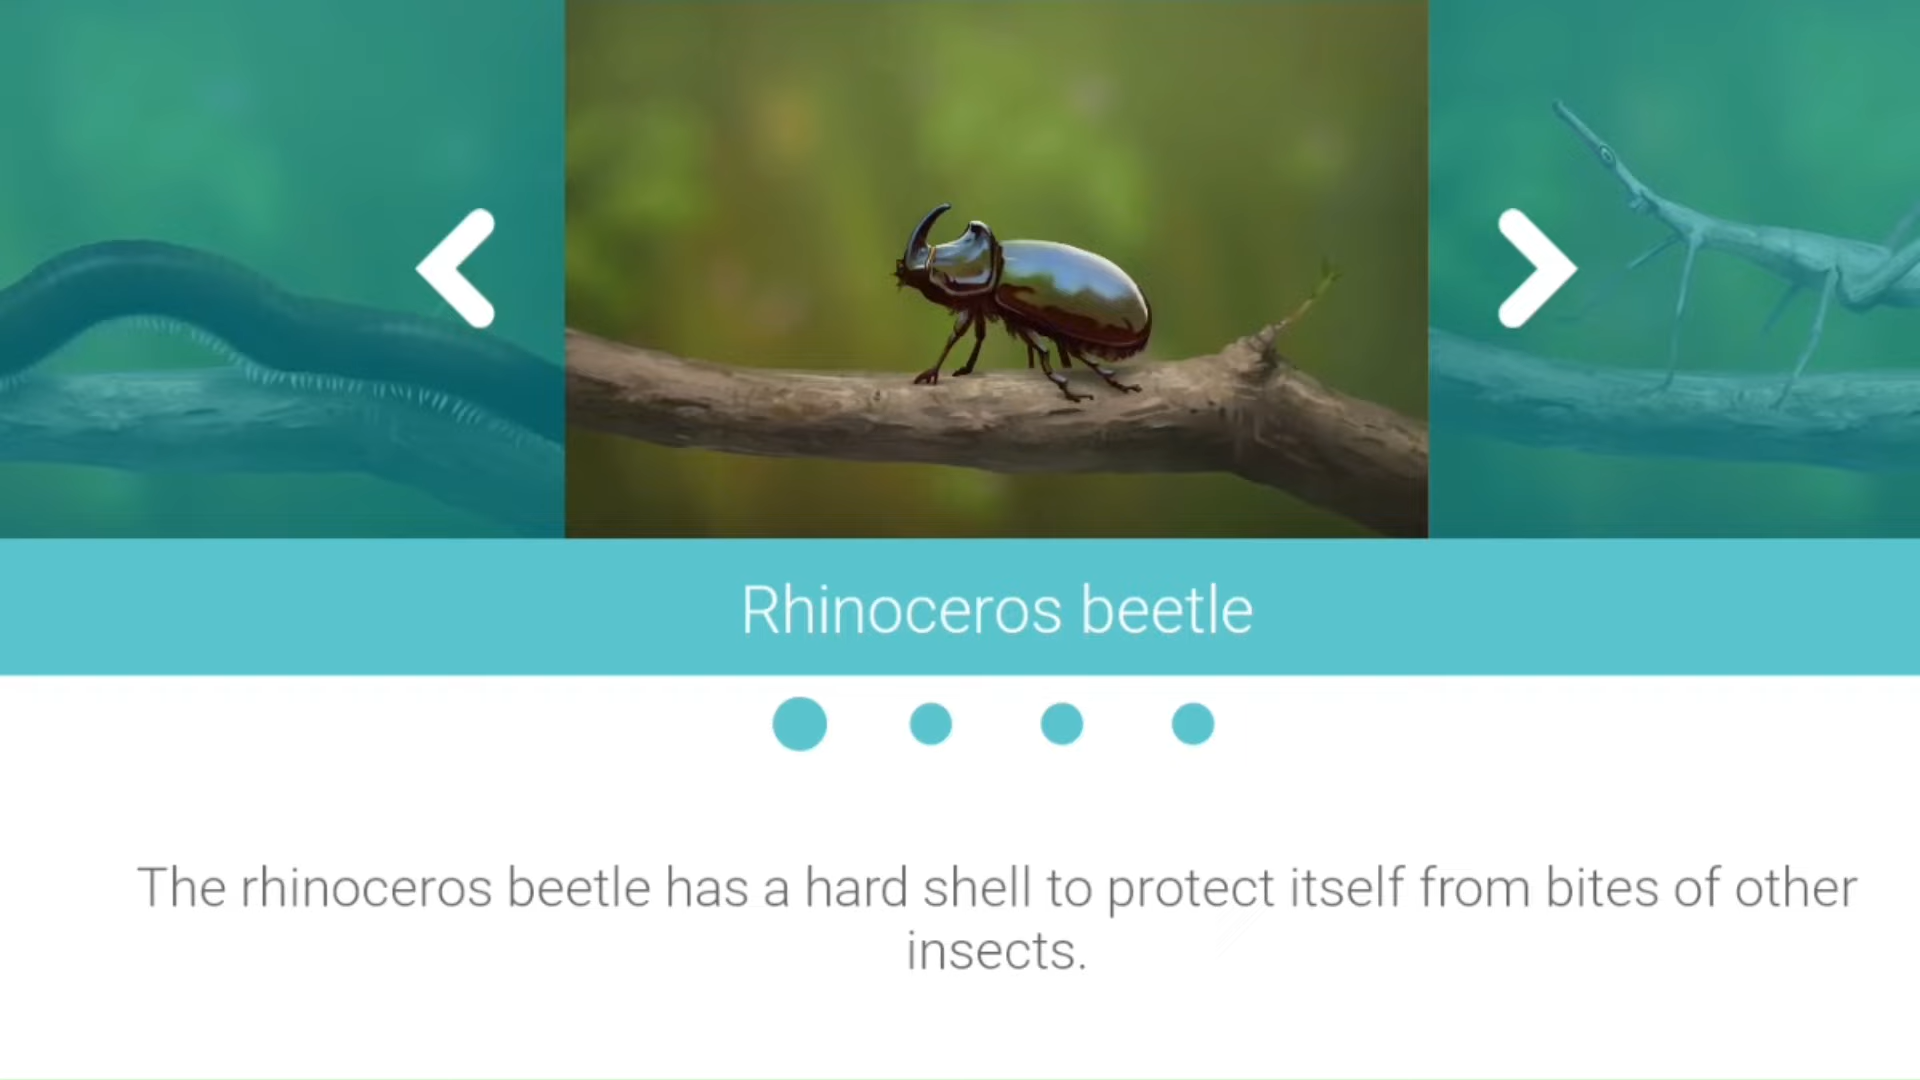 Rhinoceros beetle
The rhinoceros beetle has a hard shell to protect itself from bites of other
insects.